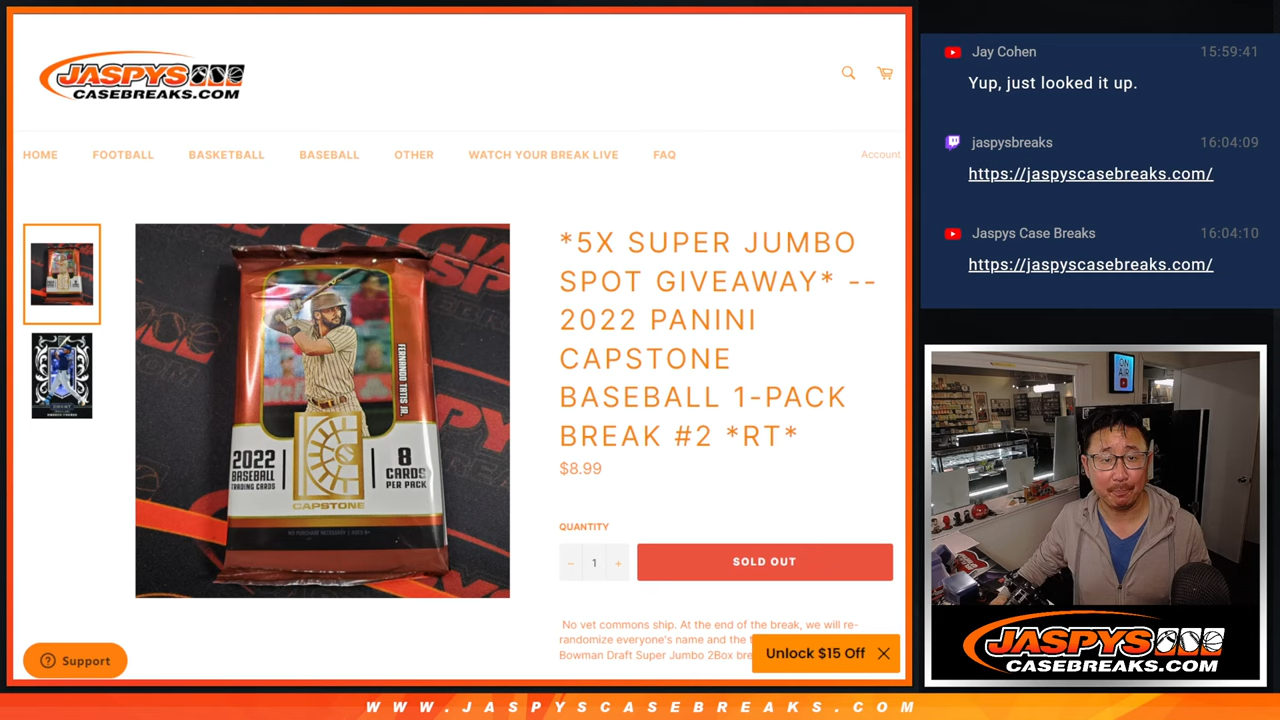 JASPYS
CASEBREAKS.COM
HOME
FOOTBALL
BASKETBALL
BASEBALL
OTHER
WATCH YOUR BREAK LIVE
FAQ
Account
2022
BASEBALL
TRADING CARDS
8
CARDS
PER PACK
CAPSTONE
FERNANDO TATIS JR.
*5X SUPER JUMBO
SPOT GIVEAWAY* --
2022 PANINI
CAPSTONE
BASEBALL 1-PACK
BREAK #2 *RT*
$8.99
QUANTITY
− 1 +
SOLD OUT
No vet commons ship. At the end of the break, we will re-
randomize everyone's name and the
Bowman Draft Super Jumbo 2Box
Unlock $15 Off
Support
Jay Cohen 15:59:41
Yup, just looked it up.
jaspysbreaks 16:04:09
https://jaspyscasebreaks.com/
Jaspys Case Breaks 16:04:10
https://jaspyscasebreaks.com/
ON
AIR
JASPYS
CASEBREAKS.COM
WWW.JASPYSCASEBREAKS.COM